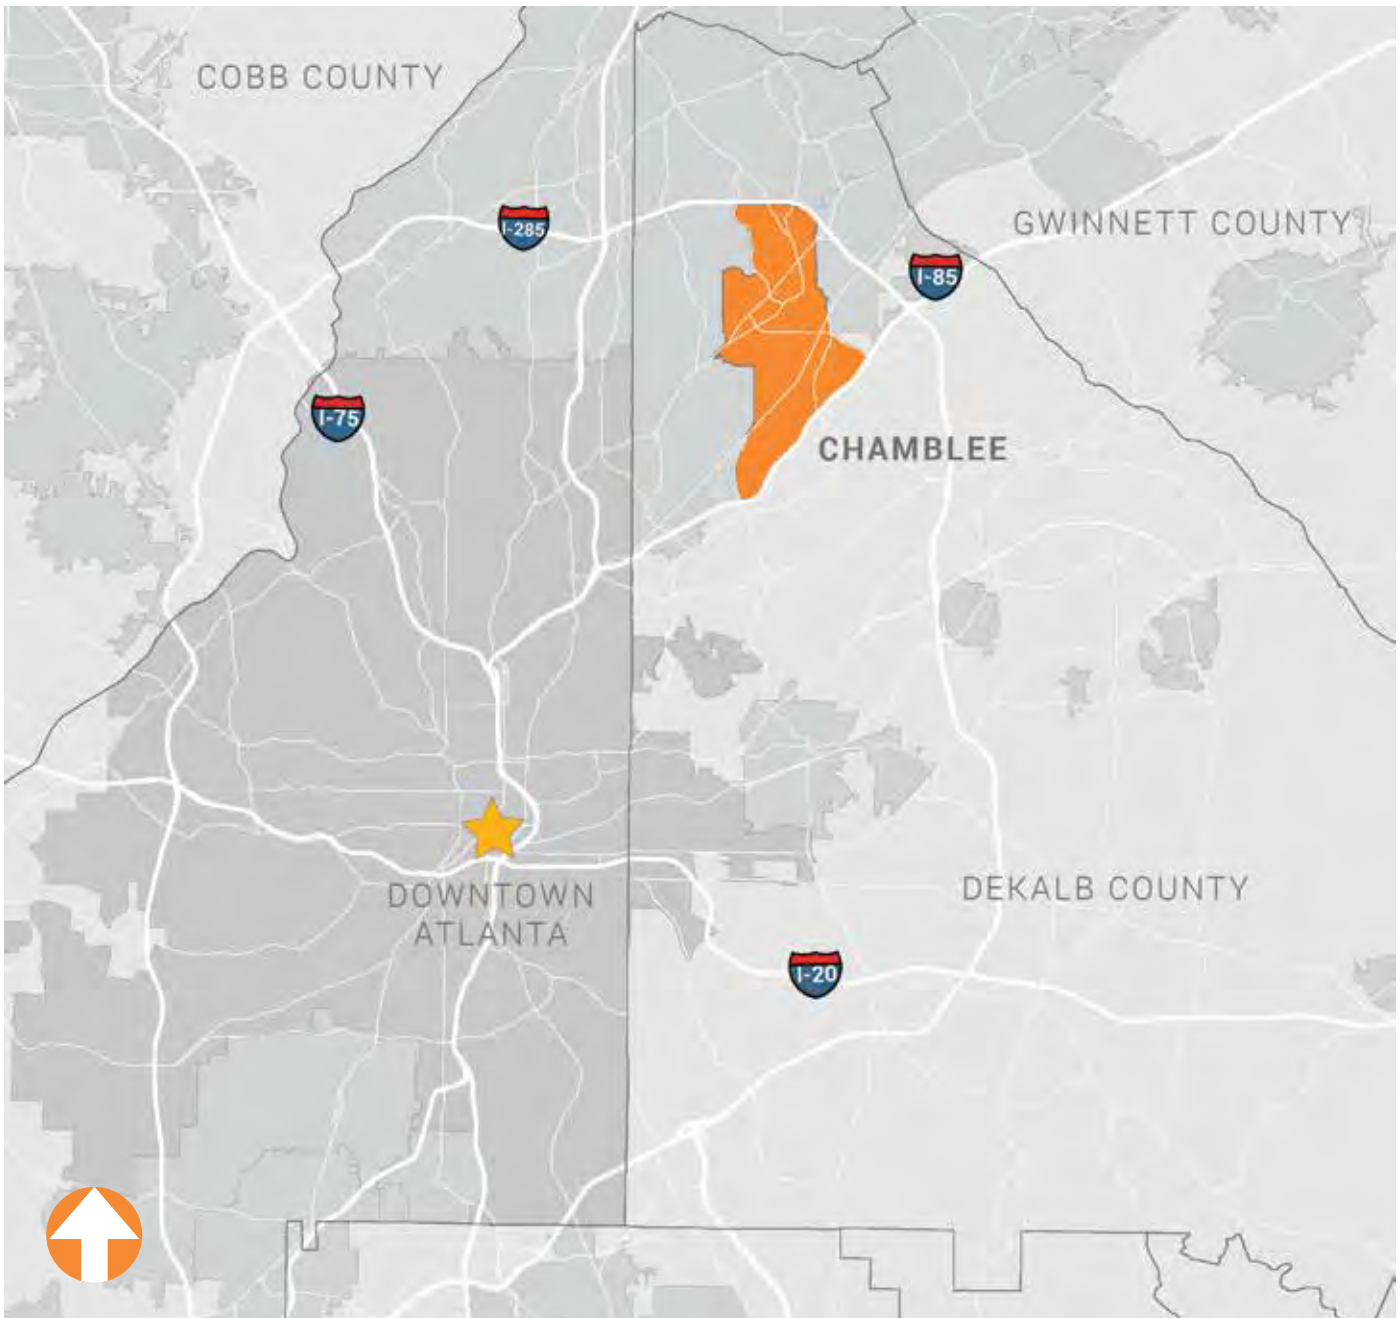 COBB COUNTY
I-285
GWINNETT COUNTY
I-85
I-75
CHAMBLEE
DOWNTOWN
ATLANTA
DEKALB COUNTY
I-20